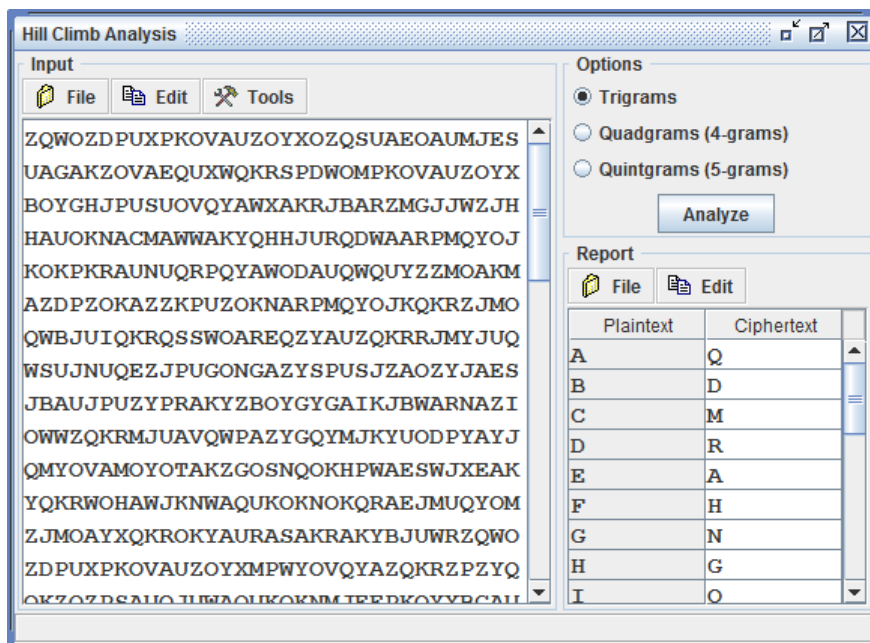 Hill Climb Analysis
Input
File Edit Tools
ZQWOZDPUXPKOVAUZOYXOZQSUAEOAUMJES
UAGAKZOVAEQUXWQKRSPDWOMPKOVAUZOYX
BOYGHJPUSUOVQYAWXAKRJBARZMGJJWZJH
HAUOKNACMAWWAKYQHHJURQDWAARPMQYOJ
KOKPKRAUNUQRPQYAWODAUQWQUYZZMOAKM
AZDPZOKAZZKPUZOKNARPMQYOJKQKRZJMO
QWBJUIQKRQSSWOAREQZYAUZQKRRJMYJUQ
WSUJNUQEZJPUGONGAZYSPUSJZAOZYJAES
JBAUJPUZYPRAKYZBOYGYGAIKJBWARNAZI
OWWZQKRMJUAVQWPAZYGQYMJKYUODPYAYJ
QMYOVAMOYOTAKZGOSNQOKHPWAESWJXEAK
YQKRWOHAWJKNWAQUKOKNOKQRAEJMUQYOM
ZJMOAYXQKROKYAURASAKRAKYBJUWRZQWO
ZDPUXPKOVAUZOYXMPWYOVQYAZQKRZPZYQ
Options
Trigrams
Quadgrams (4-grams)
Quintgrams (5-grams)
Analyze
Report
File Edit
Plaintext Ciphertext
A Q
B D
C M
D R
E A
F H
G N
H G
I O